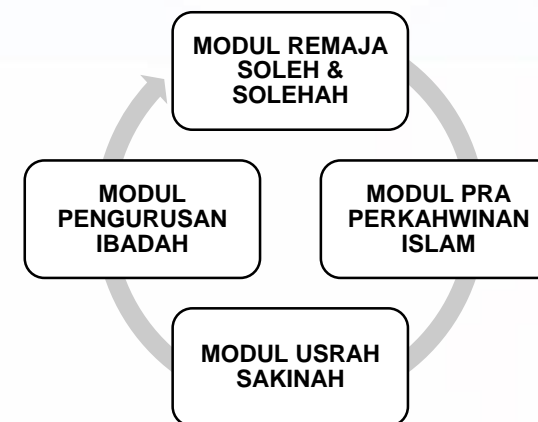 MODUL REMAJA
SOLEH &
SOLEHAH
MODUL PRA
PERKAHWINAN
ISLAM
MODUL USRAH
SAKINAH
MODUL
PENGURUSAN
IBADAH